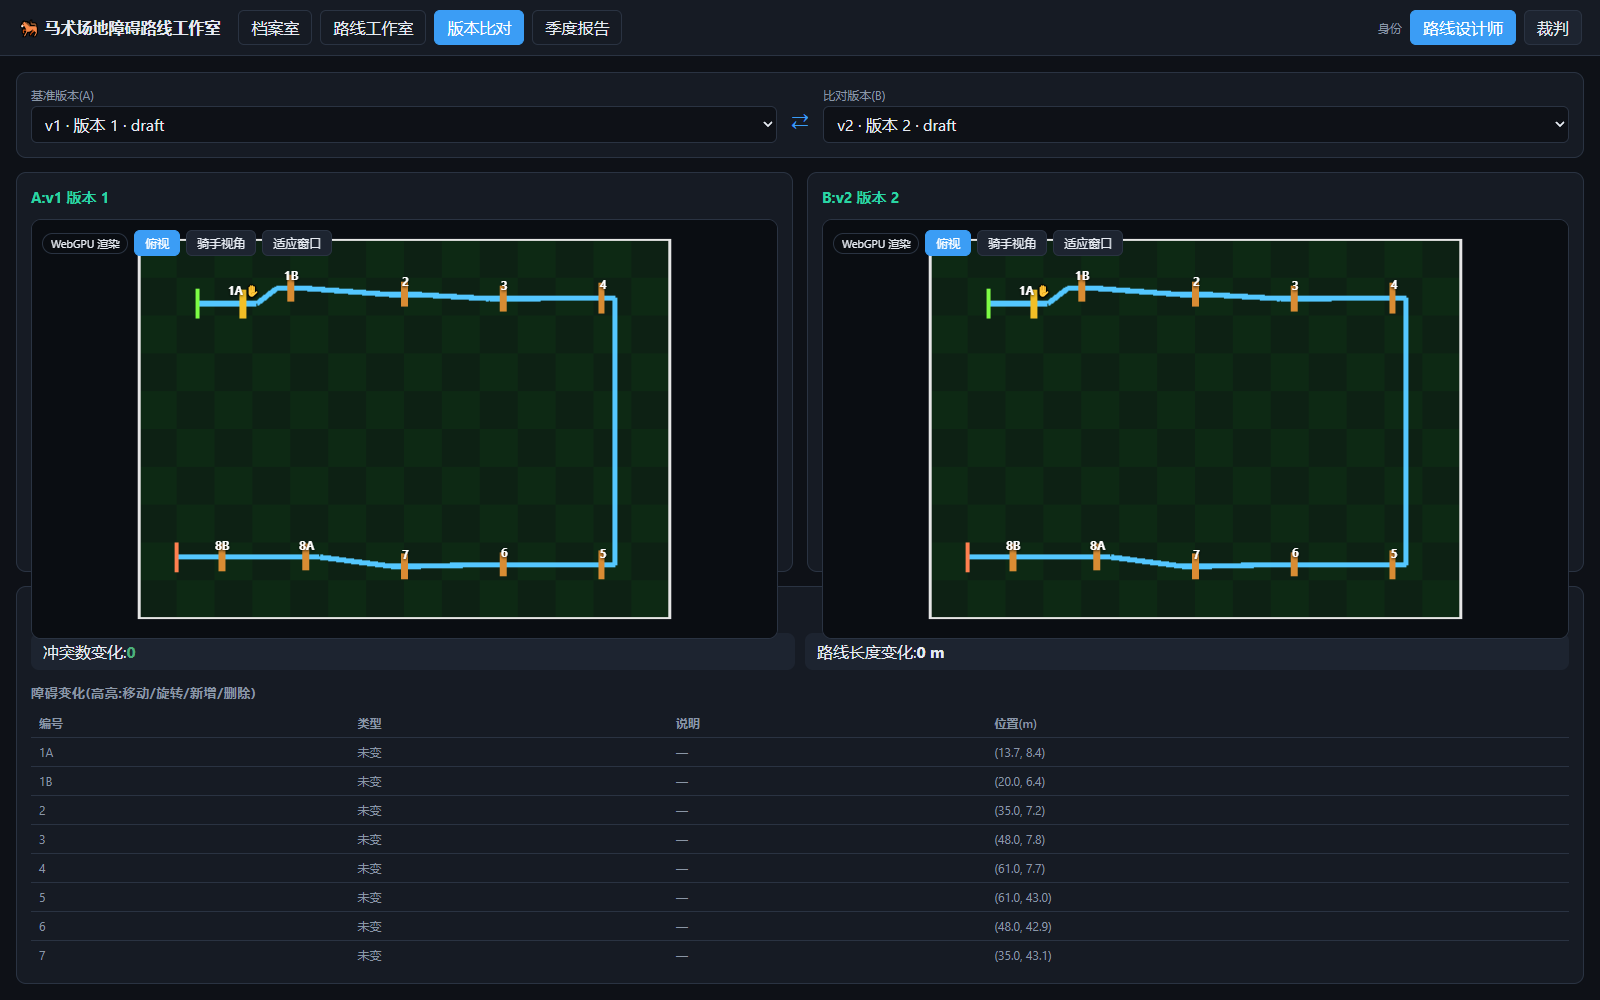 马术场地障碍路线工作室 档案室 路线工作室 版本比对 季度报告 身份 路线设计师 裁判
基准版本(A) 比对版本(B)
v1 · 版本 1 · draft ⇄ v2 · 版本 2 · draft
A:v1 版本 1
WebGPU 渲染 俯视 骑手视角 适应窗口
1A 1B 2 3 4
8B 8A 7 6 5
B:v2 版本 2
WebGPU 渲染 俯视 骑手视角 适应窗口
1A 1B 2 3 4
8B 8A 7 6 5
冲突数变化:0 路线长度变化:0 m
障碍变化(高亮:移动/旋转/新增/删除)
编号 类型 说明 位置(m)
1A 未变 — (13.7, 8.4)
1B 未变 — (20.0, 6.4)
2 未变 — (35.0, 7.2)
3 未变 — (48.0, 7.8)
4 未变 — (61.0, 7.7)
5 未变 — (61.0, 43.0)
6 未变 — (48.0, 42.9)
7 未变 — (35.0, 43.1)